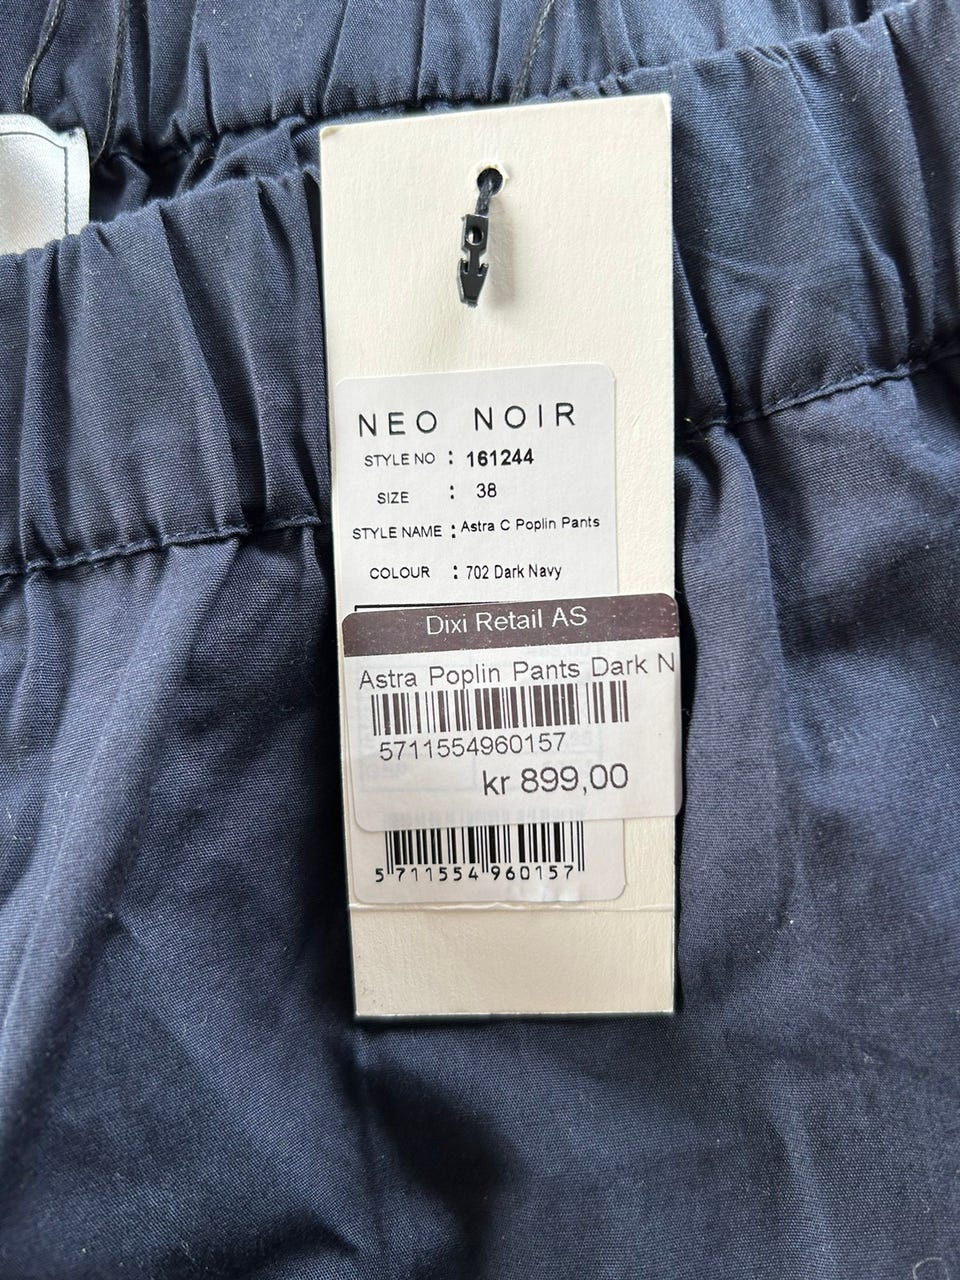 NEO NOIR
STYLE NO : 161244
SIZE : 38
STYLE NAME : Astra C Poplin Pants
COLOUR : 702 Dark Navy
Dixi Retail AS
Astra Poplin Pants Dark N
5711554960157
kr 899,00
5 711554 960157